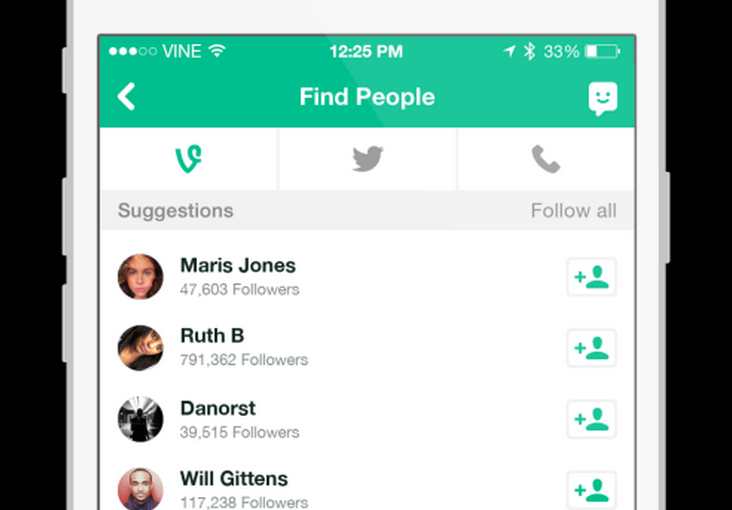 VINE 12:25 PM 33%
Find People
Suggestions Follow all
Maris Jones
47,603 Followers
Ruth B
791,362 Followers
Danorst
39,515 Followers
Will Gittens
117,238 Followers